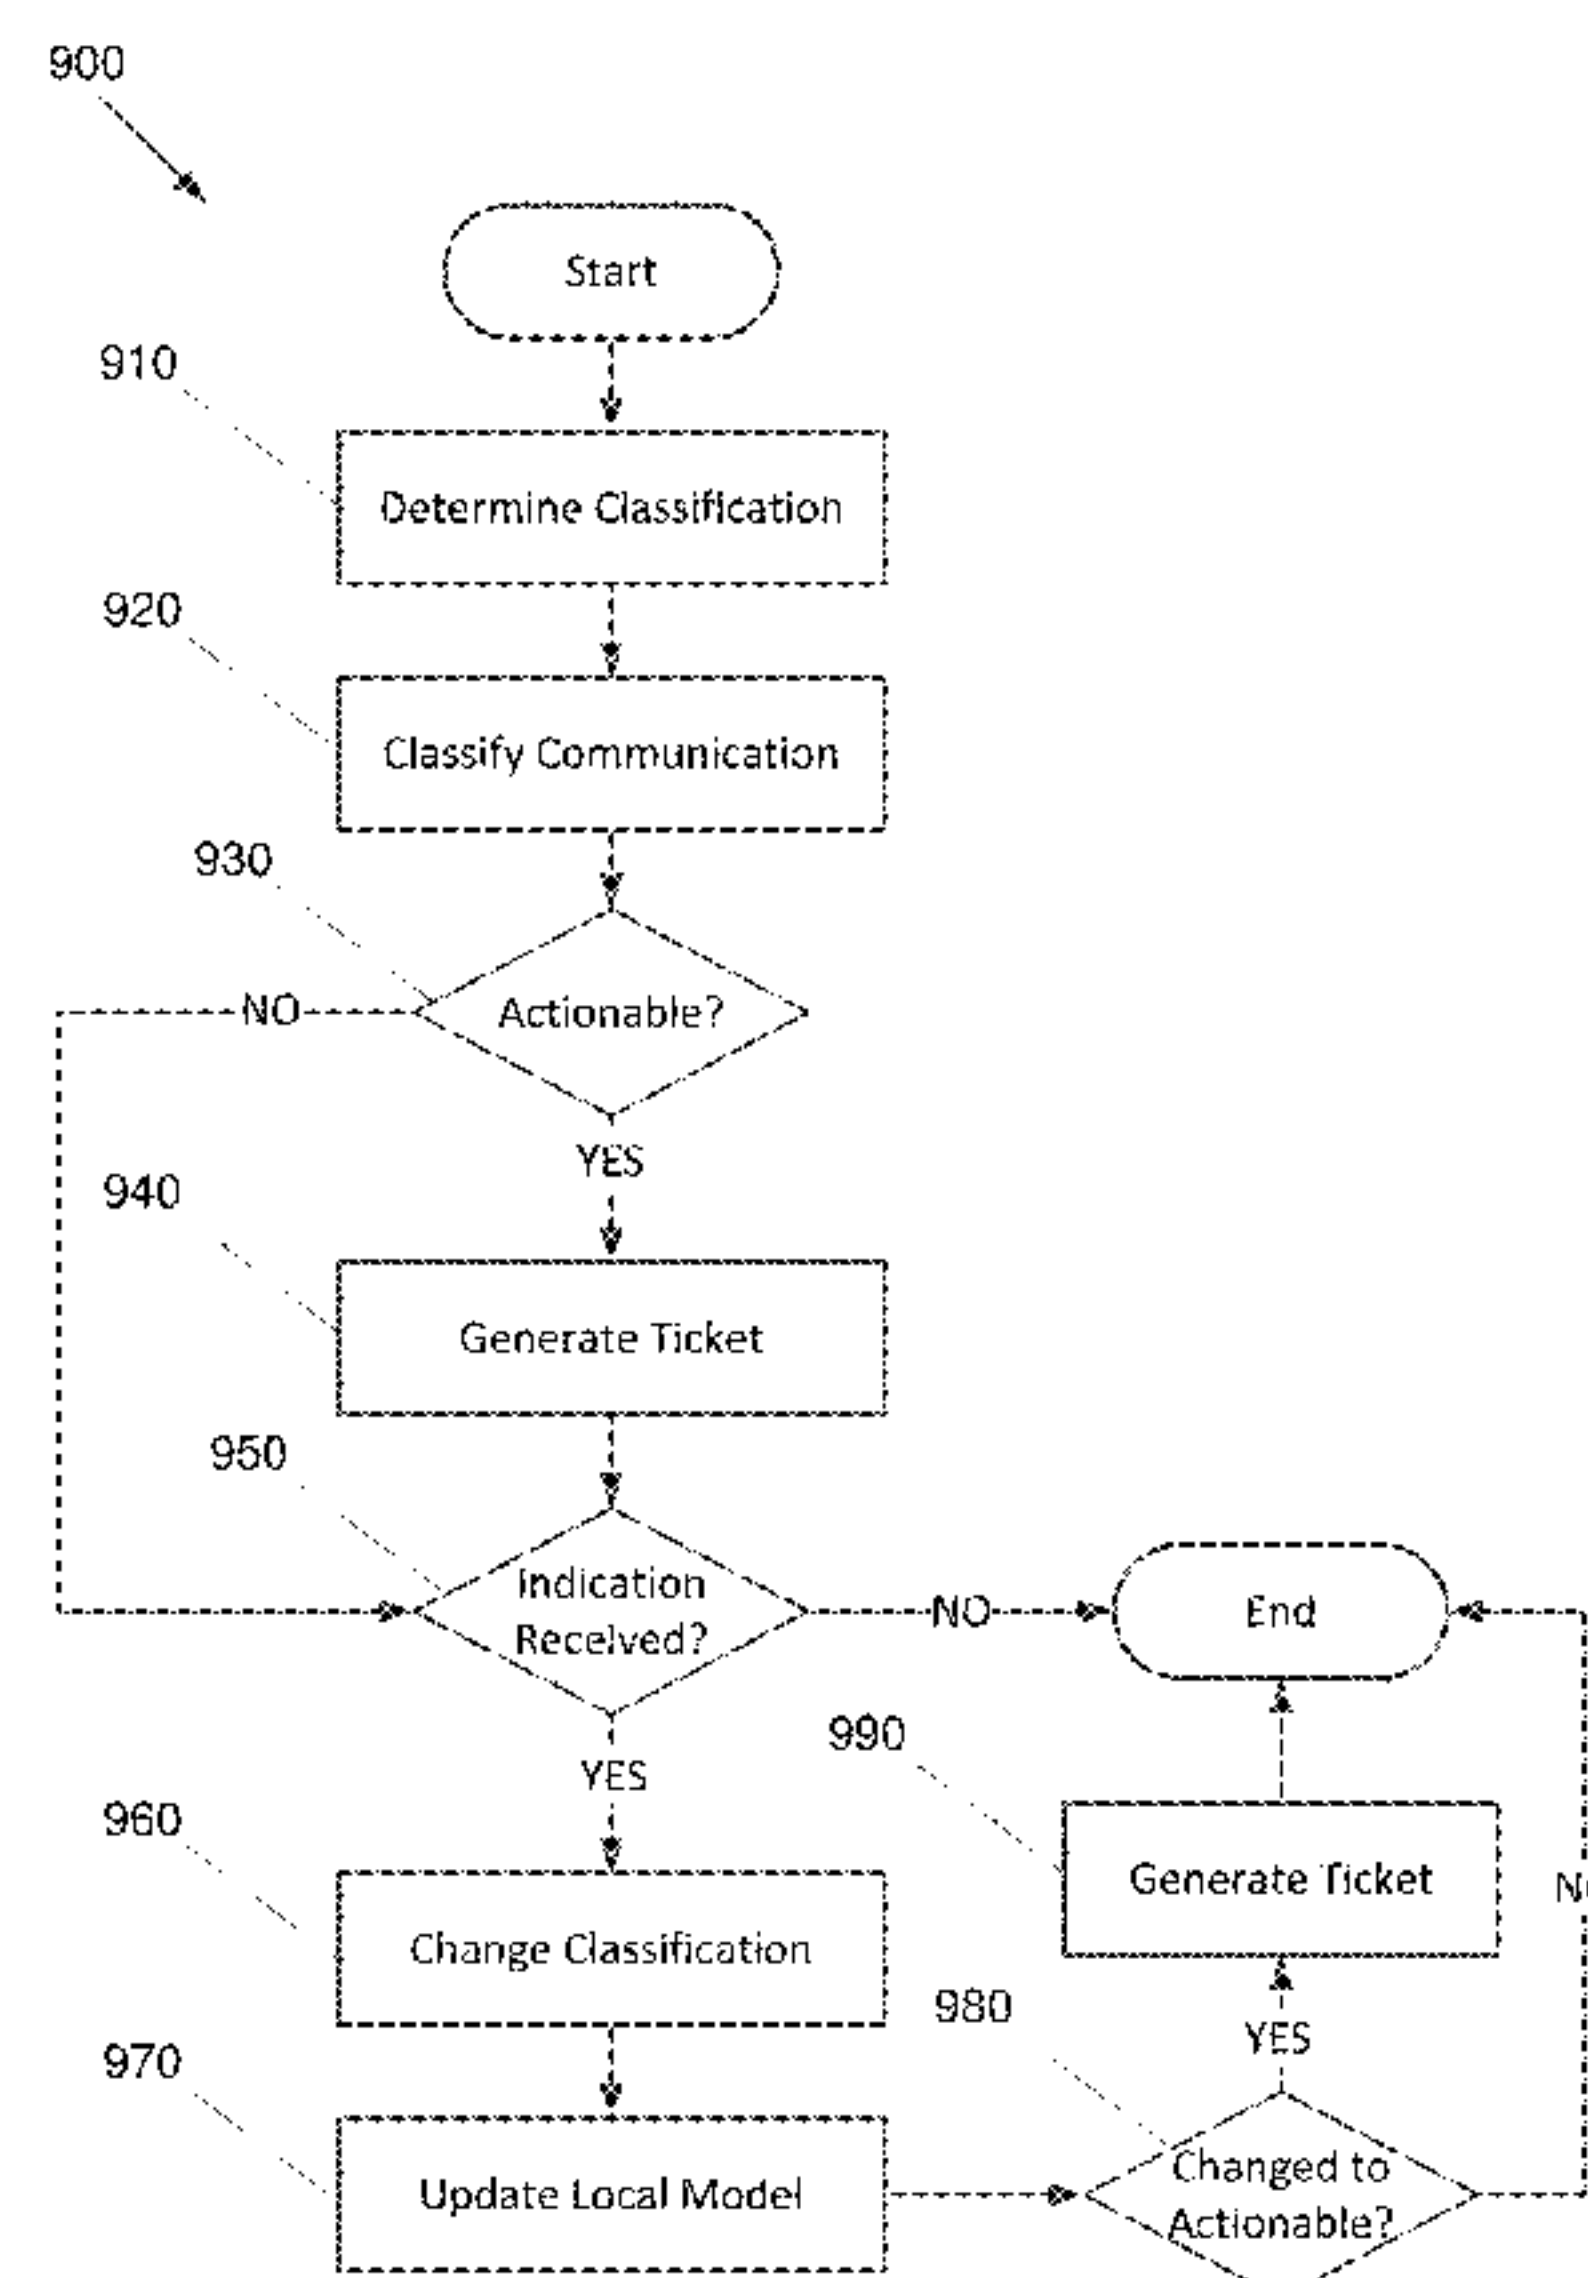 900
Start
910
Determine Classification
920
Classify Communication
930
Actionable?
NO
YES
940
Generate Ticket
950
Indication
Received?
NO
End
YES
990
960
Generate Ticket
Change Classification
980
YES
970
Update Local Model
Changed to
Actionable?